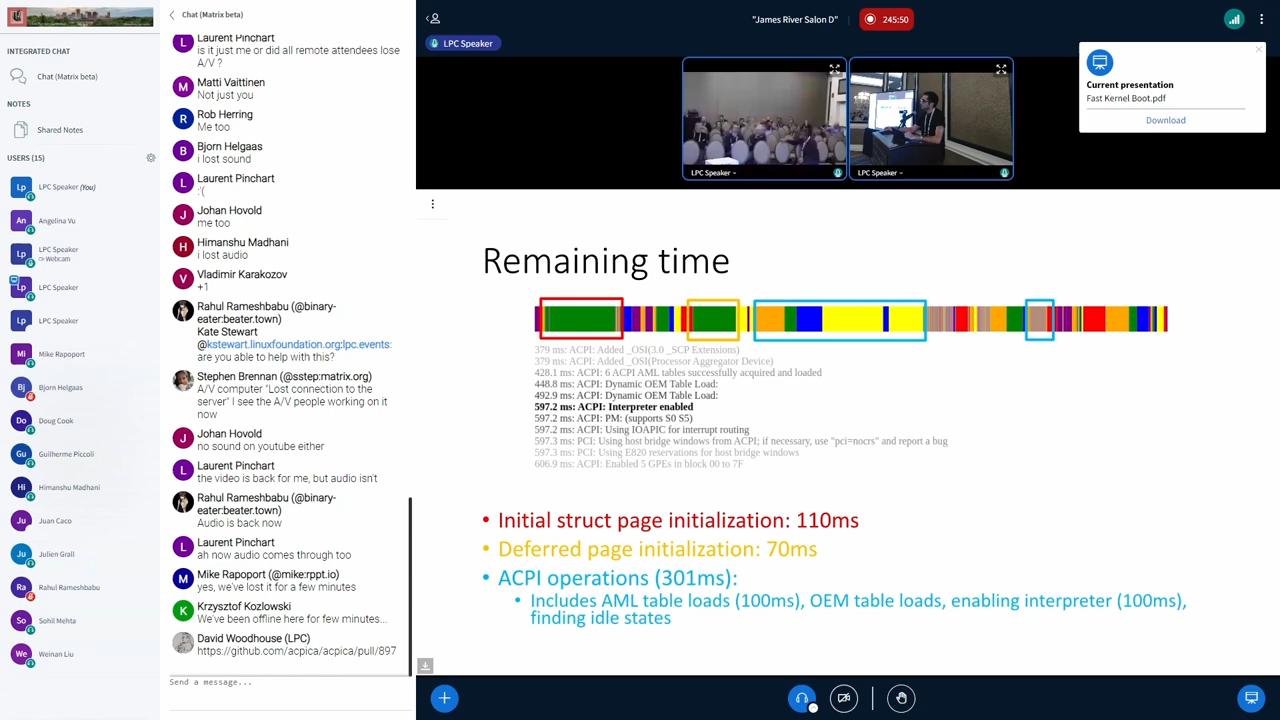 INTEGRATED CHAT
Chat (Matrix beta)
NOTES
Shared Notes
USERS (15)
Lp
LPC Speaker (You)
An
Angelina Vu
Lp
LPC Speaker
Webcam
Lp
LPC Speaker
Lp
LPC Speaker
Mi
Mike Rapoport
Bj
Bjorn Helgaas
Do
Doug Cook
Gu
Guilherme Piccoli
Hi
Himanshu Madhani
Ju
Juan Caco
Ju
Julien Grall
Ra
Rahul Rameshbabu
So
Sohil Mehta
We
Weinan Liu
Chat (Matrix beta)
L
Laurent Pinchart
is it just me or did all remote attendees lose
A/V ?
M
Matti Vaittinen
Not just you
R
Rob Herring
Me too
B
Bjorn Helgaas
i lost sound
L
Laurent Pinchart
:'(
J
Johan Hovold
me too
H
Himanshu Madhani
i lost audio
V
Vladimir Karakozov
+1
Rahul Rameshbabu (@binary-
eater:beater.town)
Kate Stewart
@kstewart.linuxfoundation.org:lpc.events:
are you able to help with this?
Stephen Brennan (@sstep:matrix.org)
A/V computer "Lost connection to the
server" I see the A/V people working on it
now
J
Johan Hovold
no sound on youtube either
L
Laurent Pinchart
the video is back for me, but audio isn't
Rahul Rameshbabu (@binary-
eater:beater.town)
Audio is back now
L
Laurent Pinchart
ah now audio comes through too
M
Mike Rapoport (@mike:rppt.io)
yes, we've lost it for a few minutes
K
Krzysztof Kozlowski
We've been offline here for few minutes...
David Woodhouse (LPC)
https://github.com/acpica/acpica/pull/897
Send a message...
"James River Salon D"
245:50
LPC Speaker
LPC Speaker
LPC Speaker
Current presentation
Fast Kernel Boot.pdf
Download
Remaining time
379 ms: ACPI: Added _OSI(3.0 _SCP Extensions)
379 ms: ACPI: Added _OSI(Processor Aggregator Device)
428.1 ms: ACPI: 6 ACPI AML tables successfully acquired and loaded
448.8 ms: ACPI: Dynamic OEM Table Load:
492.9 ms: ACPI: Dynamic OEM Table Load:
597.2 ms: ACPI: Interpreter enabled
597.2 ms: ACPI: PM: (supports S0 S5)
597.2 ms: ACPI: Using IOAPIC for interrupt routing
597.3 ms: PCI: Using host bridge windows from ACPI; if necessary, use "pci=nocrs" and report a bug
597.3 ms: PCI: Using E820 reservations for host bridge windows
606.9 ms: ACPI: Enabled 5 GPEs in block 00 to 7F
• Initial struct page initialization: 110ms
• Deferred page initialization: 70ms
• ACPI operations (301ms):
• Includes AML table loads (100ms), OEM table loads, enabling interpreter (100ms),
finding idle states